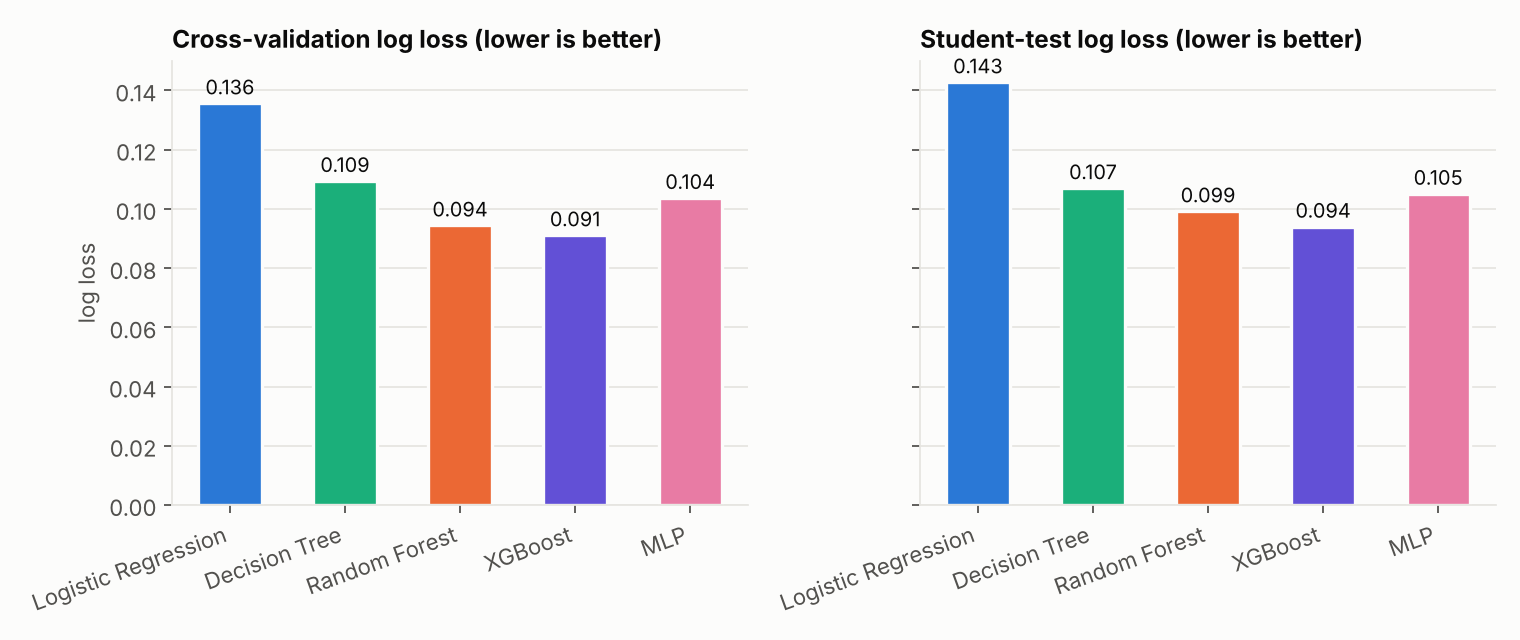 Cross-validation log loss (lower is better)
0.136
0.109
0.094
0.091
0.104
log loss
0.14
0.12
0.10
0.08
0.06
0.04
0.02
0.00
Logistic Regression
Decision Tree
Random Forest
XGBoost
MLP
Student-test log loss (lower is better)
0.143
0.107
0.099
0.094
0.105
Logistic Regression
Decision Tree
Random Forest
XGBoost
MLP